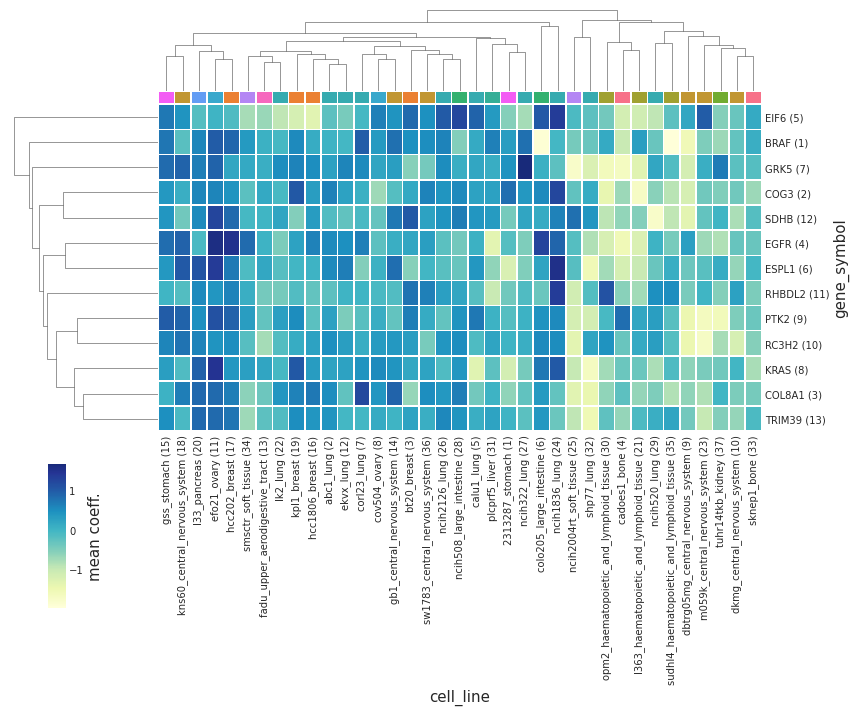 EIF6 (5)
BRAF (1)
GRK5 (7)
COG3 (2)
SDHB (12)
EGFR (4)
ESPL1 (6)
RHBDL2 (11)
PTK2 (9)
RC3H2 (10)
KRAS (8)
COL8A1 (3)
TRIM39 (13)
gene_symbol
gss_stomach (15)
kns60_central_nervous_system (18)
l33_pancreas (20)
efo21_ovary (11)
hcc202_breast (17)
smsctr_soft_tissue (34)
fadu_upper_aerodigestive_tract (13)
lk2_lung (22)
kpl1_breast (19)
hcc1806_breast (16)
abc1_lung (2)
ekvx_lung (12)
corl23_lung (7)
cov504_ovary (8)
gb1_central_nervous_system (14)
bt20_breast (3)
sw1783_central_nervous_system (36)
ncih2126_lung (26)
ncih508_large_intestine (28)
calu1_lung (5)
plcprf5_liver (31)
2313287_stomach (1)
ncih322_lung (27)
colo205_large_intestine (6)
ncih1836_lung (24)
ncih2004rt_soft_tissue (25)
shp77_lung (32)
opm2_haematopoietic_and_lymphoid_tissue (30)
cadoes1_bone (4)
l363_haematopoietic_and_lymphoid_tissue (21)
ncih520_lung (29)
sudhl4_haematopoietic_and_lymphoid_tissue (35)
dbtrg05mg_central_nervous_system (9)
m059k_central_nervous_system (23)
tuhr14tkb_kidney (37)
dkmg_central_nervous_system (10)
sknep1_bone (33)
cell_line
1
0
−1
mean coeff.